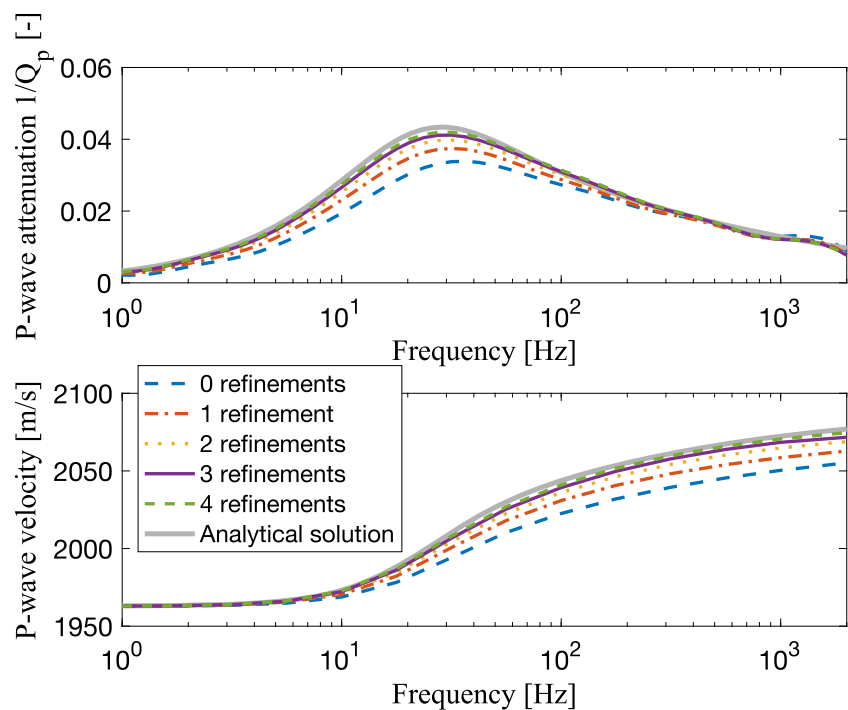 P-wave attenuation 1/Qp [-]
0.06
0.04
0.02
0
10^0
10^1
10^2
10^3
Frequency [Hz]
P-wave velocity [m/s]
2100
2050
2000
1950
0 refinements
1 refinement
2 refinements
3 refinements
4 refinements
Analytical solution
10^0
10^1
10^2
10^3
Frequency [Hz]